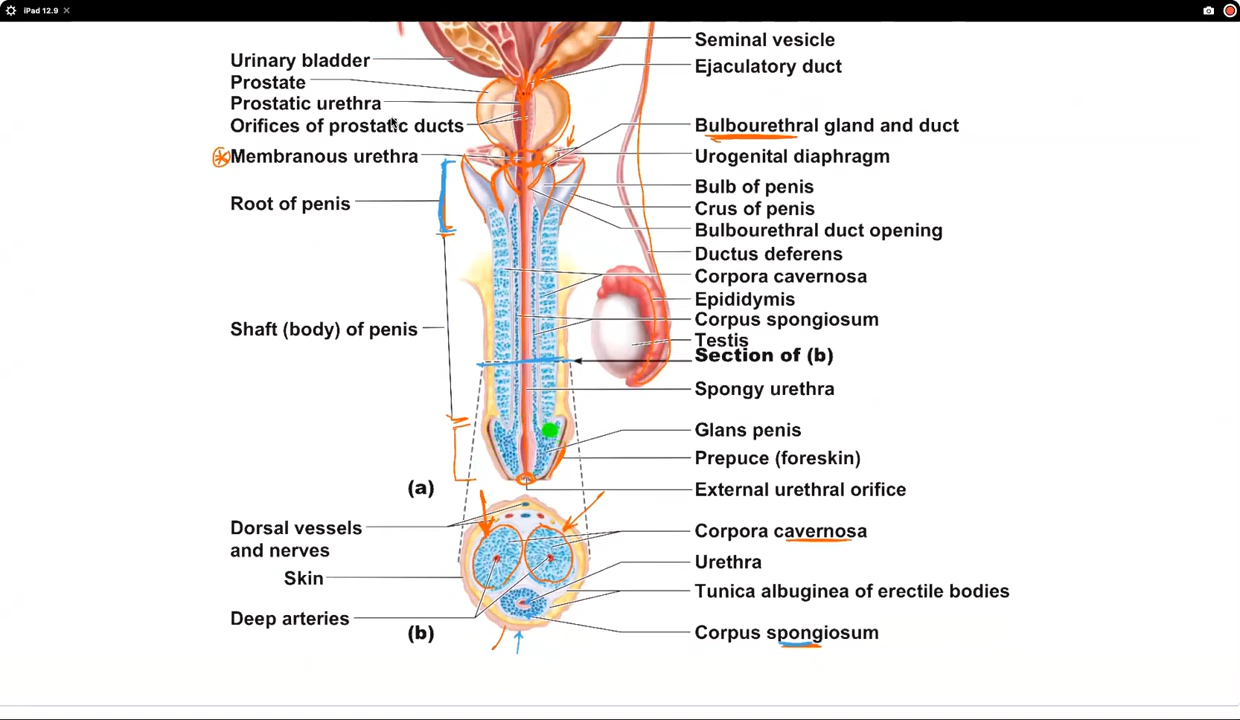 iPad 12.9
Urinary bladder
Prostate
Prostatic urethra
Orifices of prostatic ducts
Membranous urethra
Root of penis
Shaft (body) of penis
(a)
Dorsal vessels
and nerves
Skin
Deep arteries
(b)
Seminal vesicle
Ejaculatory duct
Bulbourethral gland and duct
Urogenital diaphragm
Bulb of penis
Crus of penis
Bulbourethral duct opening
Ductus deferens
Corpora cavernosa
Epididymis
Corpus spongiosum
Testis
Section of (b)
Spongy urethra
Glans penis
Prepuce (foreskin)
External urethral orifice
Corpora cavernosa
Urethra
Tunica albuginea of erectile bodies
Corpus spongiosum